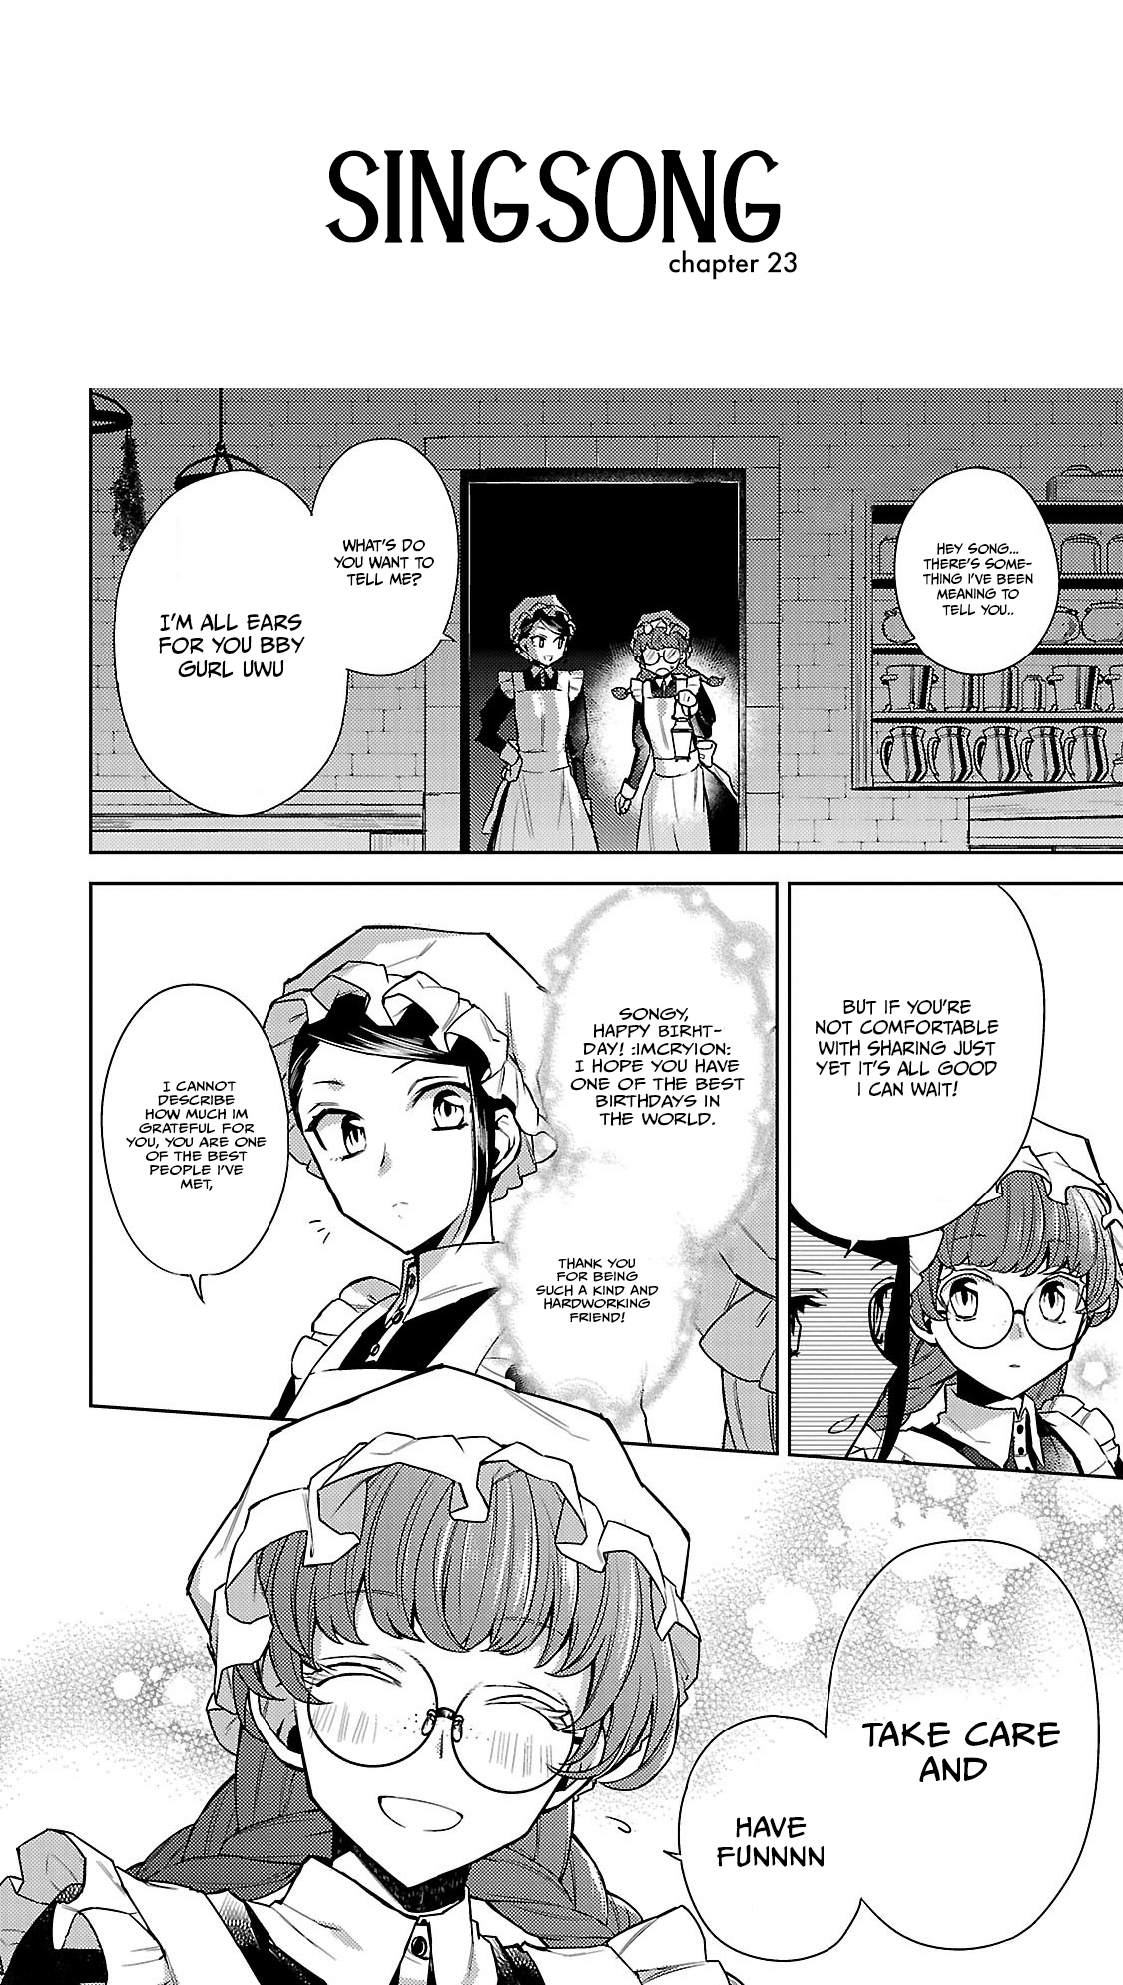 SINGSONG
chapter 23
HEY SONG...
THERE'S SOME-
THING I'VE BEEN
MEANING TO
TELL YOU..
WHAT'S DO
YOU WANT TO
TELL ME?
I'M ALL EARS
FOR YOU BBY
GURL UWU
BUT IF YOU'RE
NOT COMFORTABLE
WITH SHARING JUST
YET IT'S ALL GOOD
I CAN WAIT!
SONGY,
HAPPY BIRHT-
DAY! :IMCRYION:
I HOPE YOU HAVE
ONE OF THE BEST
BIRTHDAYS IN
THE WORLD.
THANK YOU
FOR BEING
SUCH A KIND AND
HARDWORKING
FRIEND!
I CANNOT
DESCRIBE
HOW MUCH IM
GRATEFUL FOR
YOU, YOU ARE ONE
OF THE BEST
PEOPLE I'VE
MET,
TAKE CARE
AND
HAVE
FUNNNN